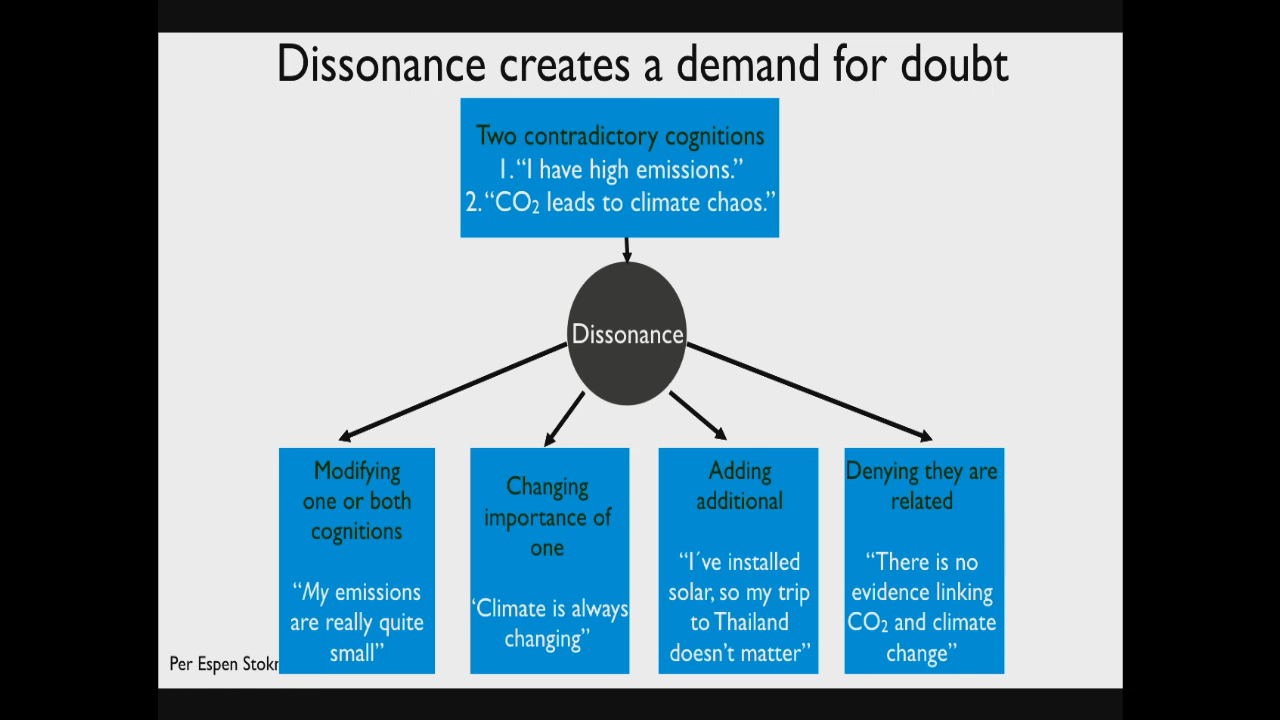 Dissonance creates a demand for doubt
Two contradictory cognitions
1. “I have high emissions.”
2. “CO₂ leads to climate chaos.”
Dissonance
Modifying
one or both
cognitions
“My emissions
are really quite
small”
Changing
importance of
one
‘Climate is always
changing”
Adding
additional
“I´ve installed
solar, so my trip
to Thailand
doesn’t matter”
Denying they are
related
“There is no
evidence linking
CO₂ and climate
change”
Per Espen